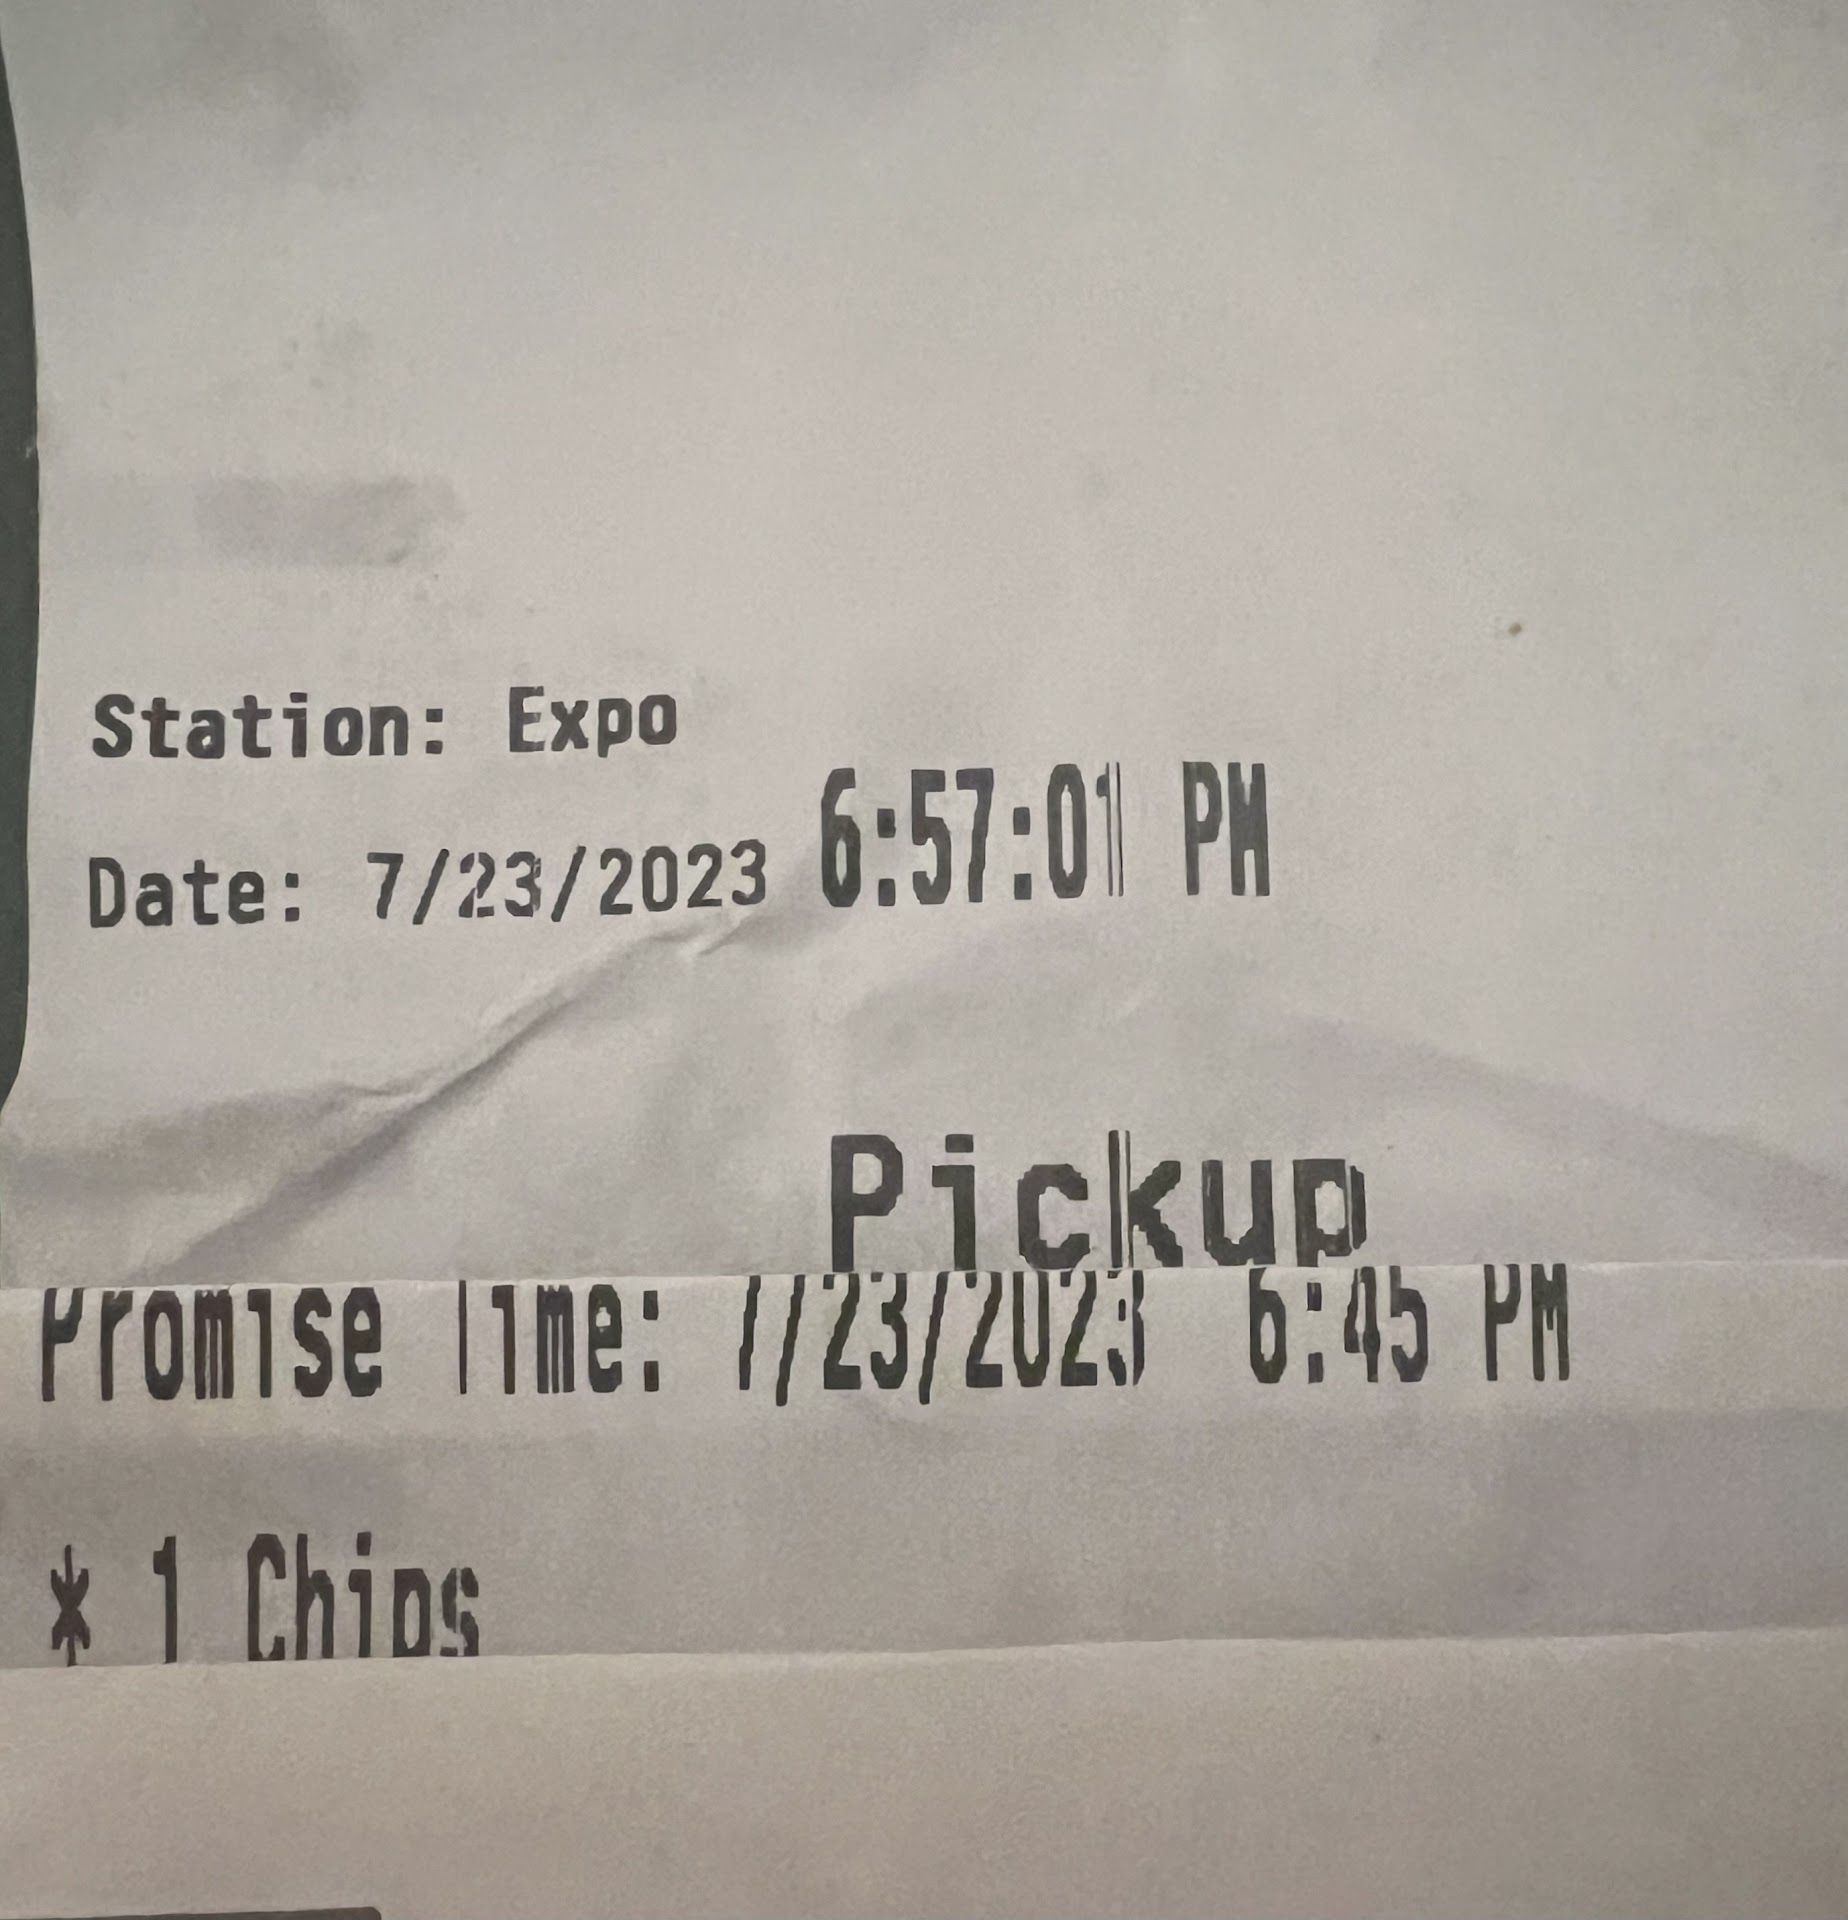 Station: Expo
Date: 7/23/2023 6:57:01 PM
Pickup
Promise Time: 7/23/2023 6:45 PM
* 1 Chips